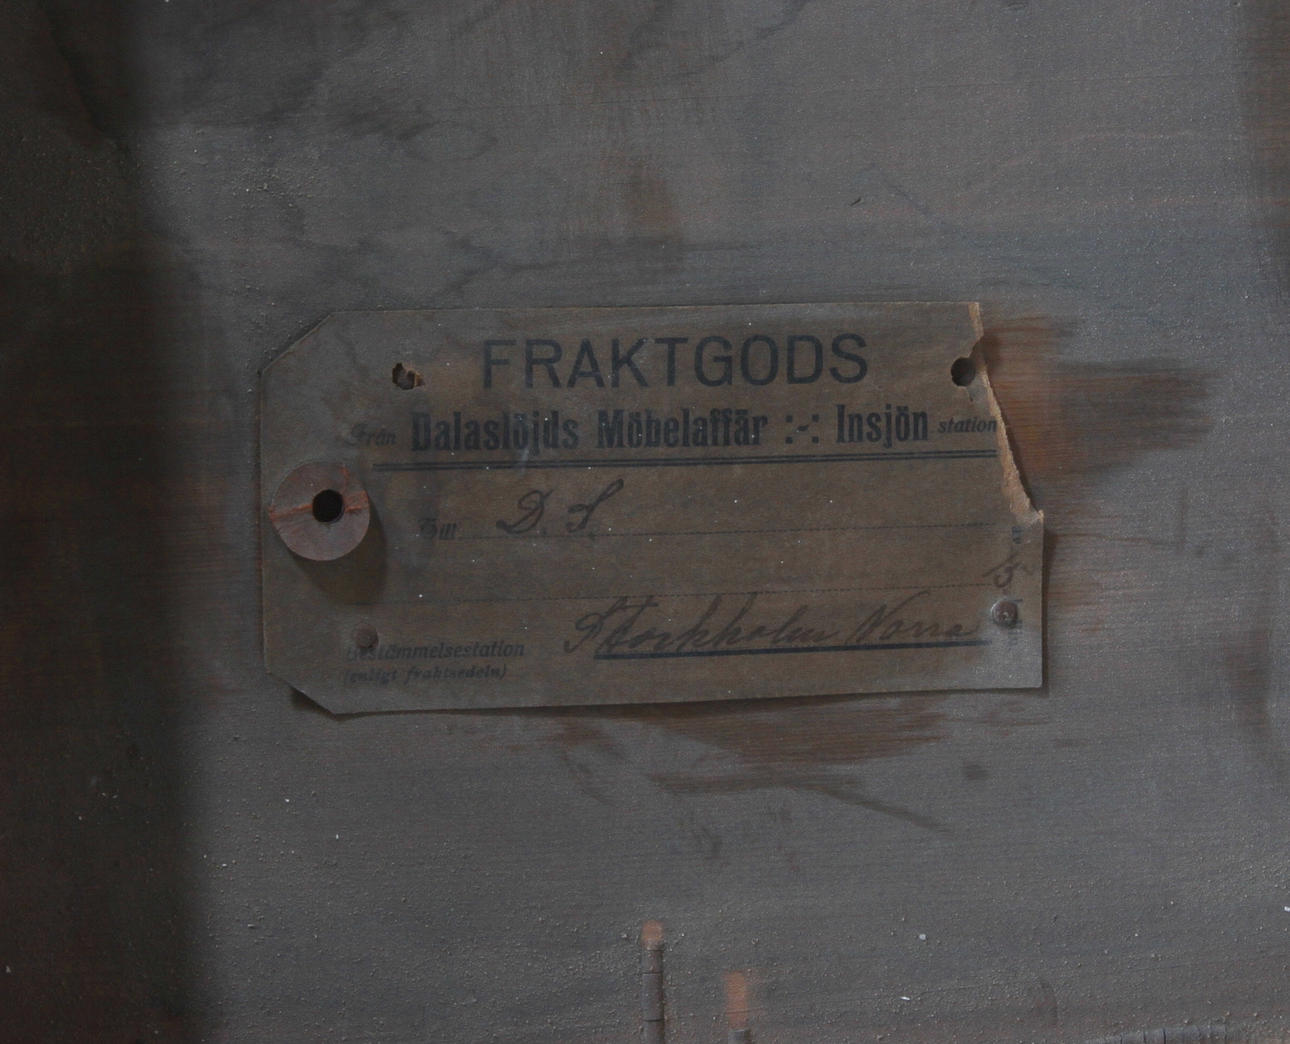 FRAKTGODS
Från Dalaslöjds Möbelaffär :-: Insjön station
Till D. S.
Stockholm Norra
Bestämmelsestation
(enligt fraktsedeln)